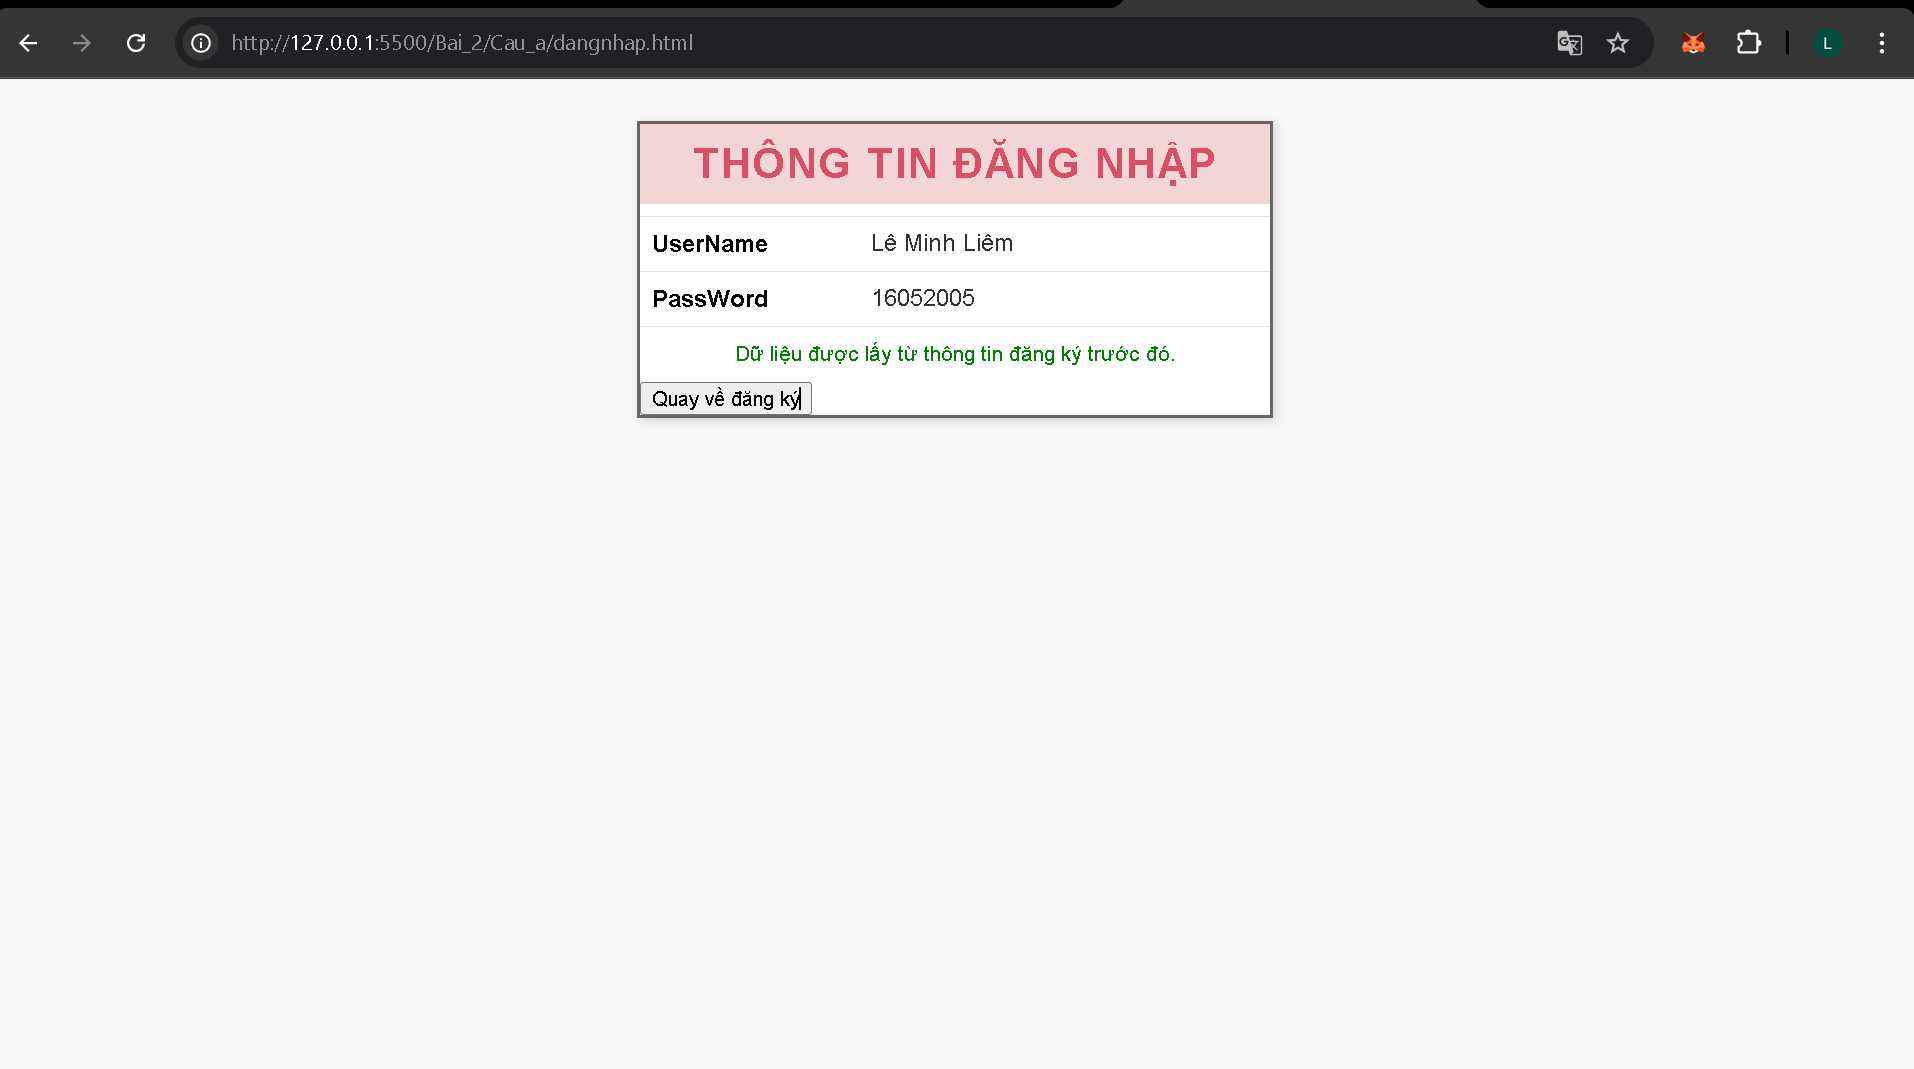 http://127.0.0.1:5500/Bai_2/Cau_a/dangnhap.html
L
THÔNG TIN ĐĂNG NHẬP
UserName Lê Minh Liêm
PassWord 16052005
Dữ liệu được lấy từ thông tin đăng ký trước đó.
Quay về đăng ký